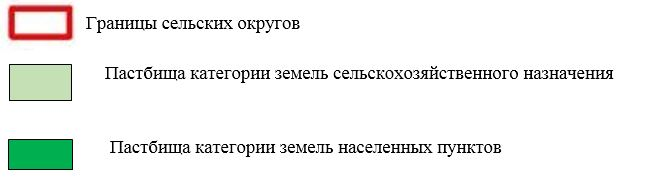 Границы сельских округов
Пастбища категории земель сельскохозяйственного назначения
Пастбища категории земель населенных пунктов